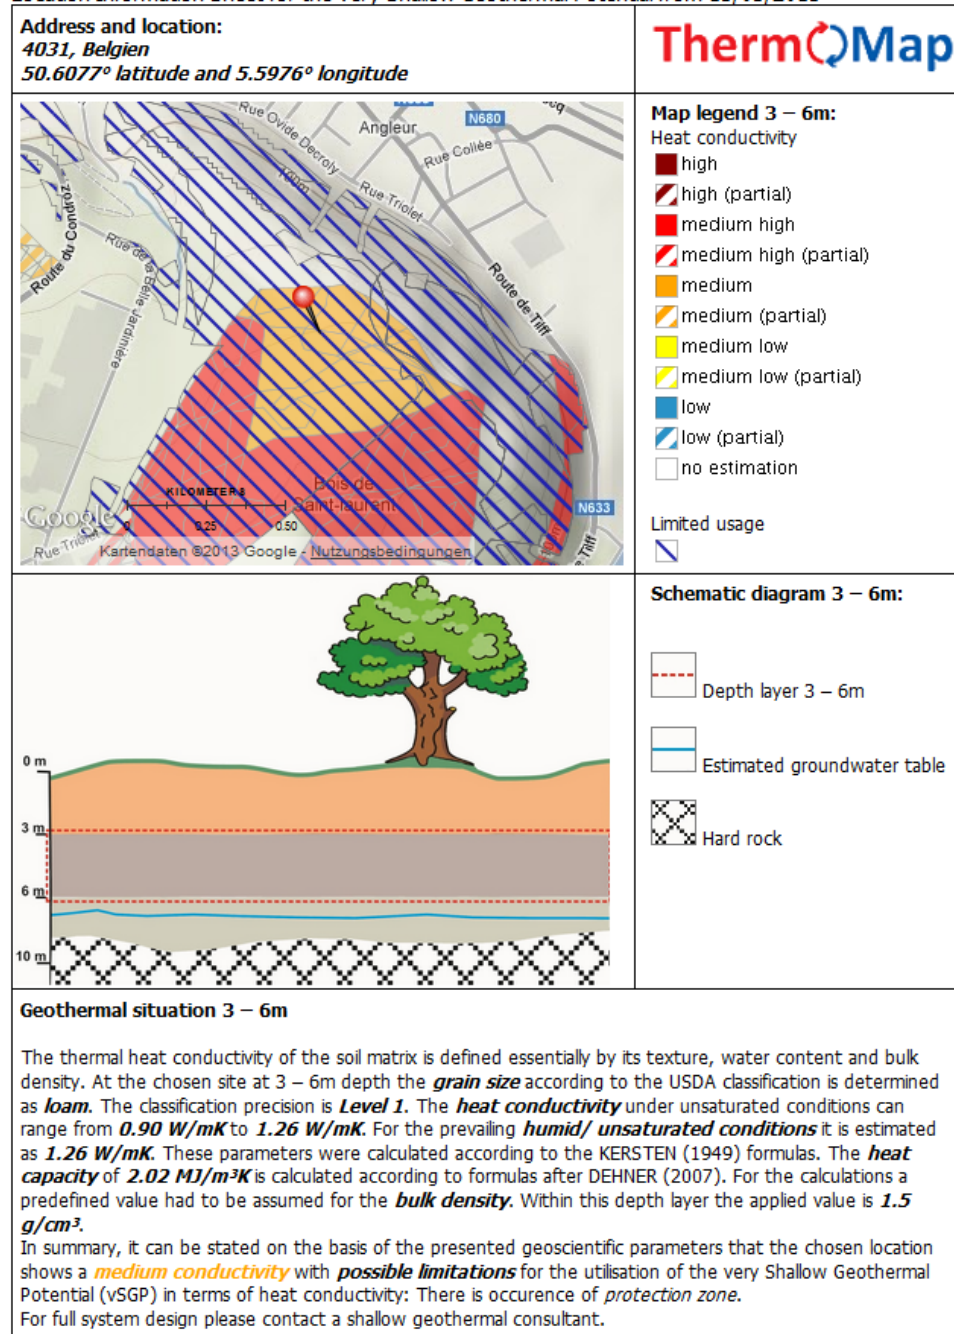 Address and location:
4031, Belgien
50.6077° latitude and 5.5976° longitude
ThermoMap
Map legend 3 – 6m:
Heat conductivity
high
high (partial)
medium high
medium high (partial)
medium
medium (partial)
medium low
medium low (partial)
low
low (partial)
no estimation
Limited usage
Rue Ovide Decroly
Angleur
N680
Rue Collée
Rue Triolet
Route du Condroz
Rue de la Belle Jardinière
Route de Tilff
KILOMETERS
Bois de
Saint-laurent
Google
0 0.25 0.50
N633
Rue Triolet
Kartendaten ©2013 Google - Nutzungsbedingungen
Schematic diagram 3 – 6m:
Depth layer 3 – 6m
Estimated groundwater table
Hard rock
0 m
3 m
6 m
10 m
Geothermal situation 3 – 6m
The thermal heat conductivity of the soil matrix is defined essentially by its texture, water content and bulk
density. At the chosen site at 3 – 6m depth the grain size according to the USDA classification is determined
as loam. The classification precision is Level 1. The heat conductivity under unsaturated conditions can
range from 0.90 W/mK to 1.26 W/mK. For the prevailing humid/ unsaturated conditions it is estimated
as 1.26 W/mK. These parameters were calculated according to the KERSTEN (1949) formulas. The heat
capacity of 2.02 MJ/m³K is calculated according to formulas after DEHNER (2007). For the calculations a
predefined value had to be assumed for the bulk density. Within this depth layer the applied value is 1.5
g/cm³.
In summary, it can be stated on the basis of the presented geoscientific parameters that the chosen location
shows a medium conductivity with possible limitations for the utilisation of the very Shallow Geothermal
Potential (vSGP) in terms of heat conductivity: There is occurence of protection zone.
For full system design please contact a shallow geothermal consultant.